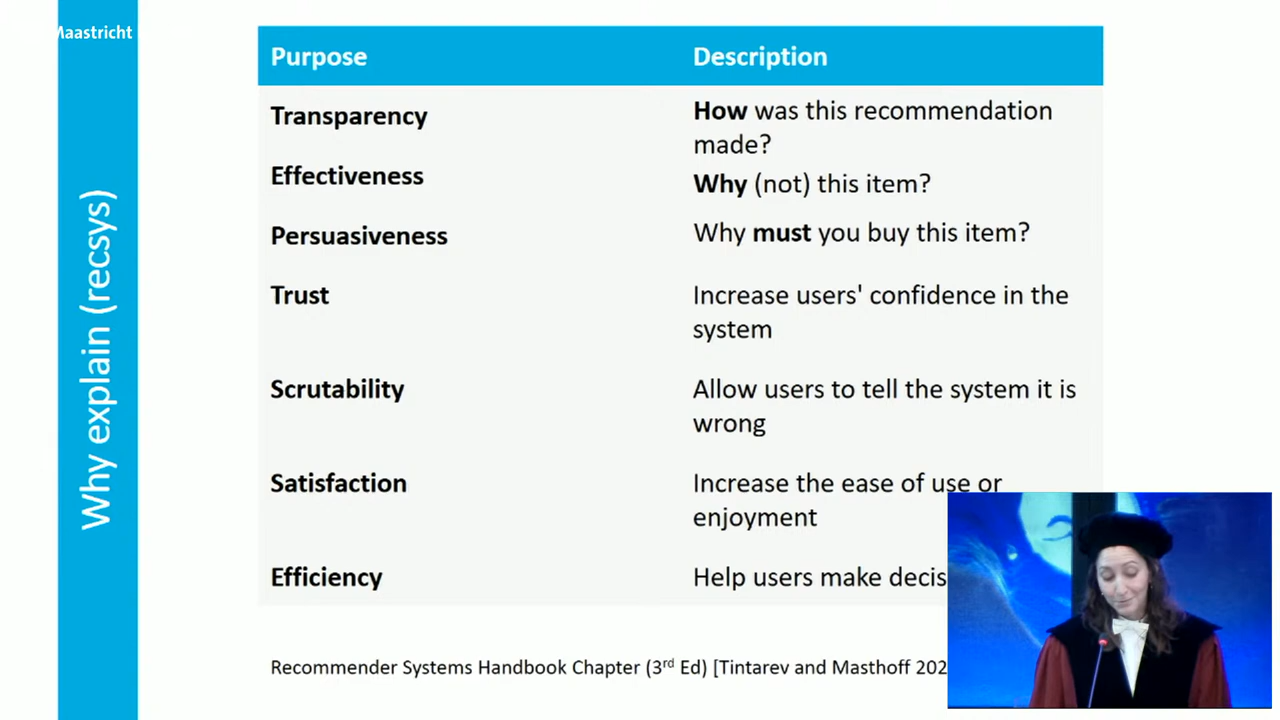 Maastricht
Why explain (recsys)
Purpose Description
Transparency How was this recommendation
made?
Effectiveness Why (not) this item?
Persuasiveness Why must you buy this item?
Trust Increase users' confidence in the
system
Scrutability Allow users to tell the system it is
wrong
Satisfaction Increase the ease of use or
enjoyment
Efficiency Help users make
Recommender Systems Handbook Chapter (3rd Ed) [Tintarev and Masthoff